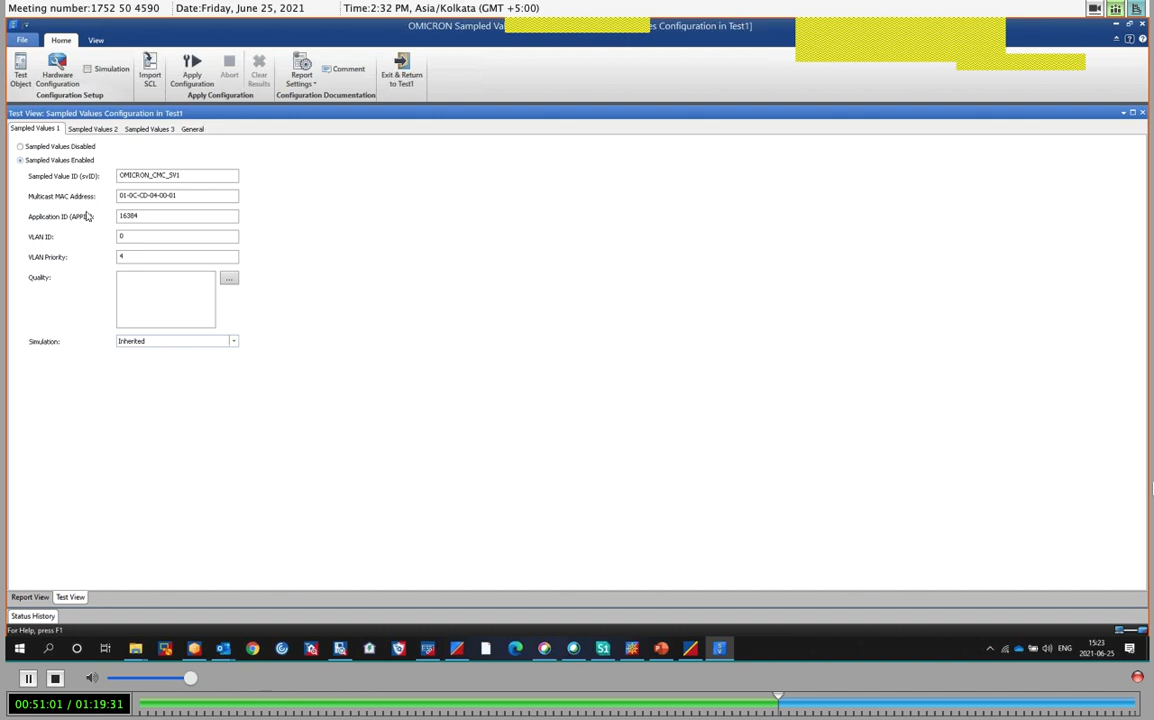 Meeting number:1752 50 4590 Date:Friday, June 25, 2021 Time:2:32 PM, Asia/Kolkata (GMT +5:00)
OMICRON Sampled Va es Configuration in Test1]
File Home View
Test Object
Hardware Configuration
Simulation
Import SCL
Apply Configuration
Abort
Clear Results
Report Settings
Comment
Exit & Return to Test1
Configuration Setup Apply Configuration Configuration Documentation
Test View: Sampled Values Configuration in Test1
Sampled Values 1 Sampled Values 2 Sampled Values 3 General
Sampled Values Disabled
Sampled Values Enabled
Sampled Value ID (svID): OMICRON_CMC_SV1
Multicast MAC Address: 01-0C-CD-04-00-01
Application ID (APPID): 16384
VLAN ID: 0
VLAN Priority: 4
Quality: ...
Simulation: Inherited
Report View Test View
Status History
For Help, press F1
ENG 15:23
2021-06-25
00:51:01 / 01:19:31